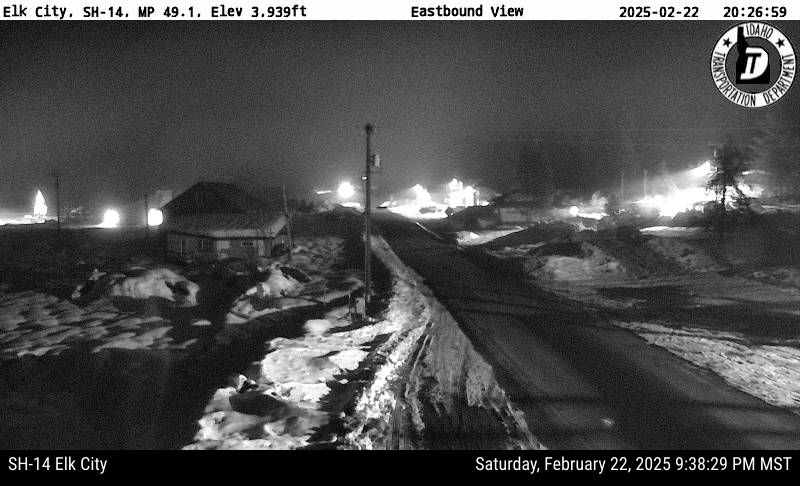 Elk City, SH-14, MP 49.1, Elev 3,939ft Eastbound View 2025-02-22 20:26:59
IDAHO TRANSPORTATION DEPARTMENT
SH-14 Elk City Saturday, February 22, 2025 9:38:29 PM MST